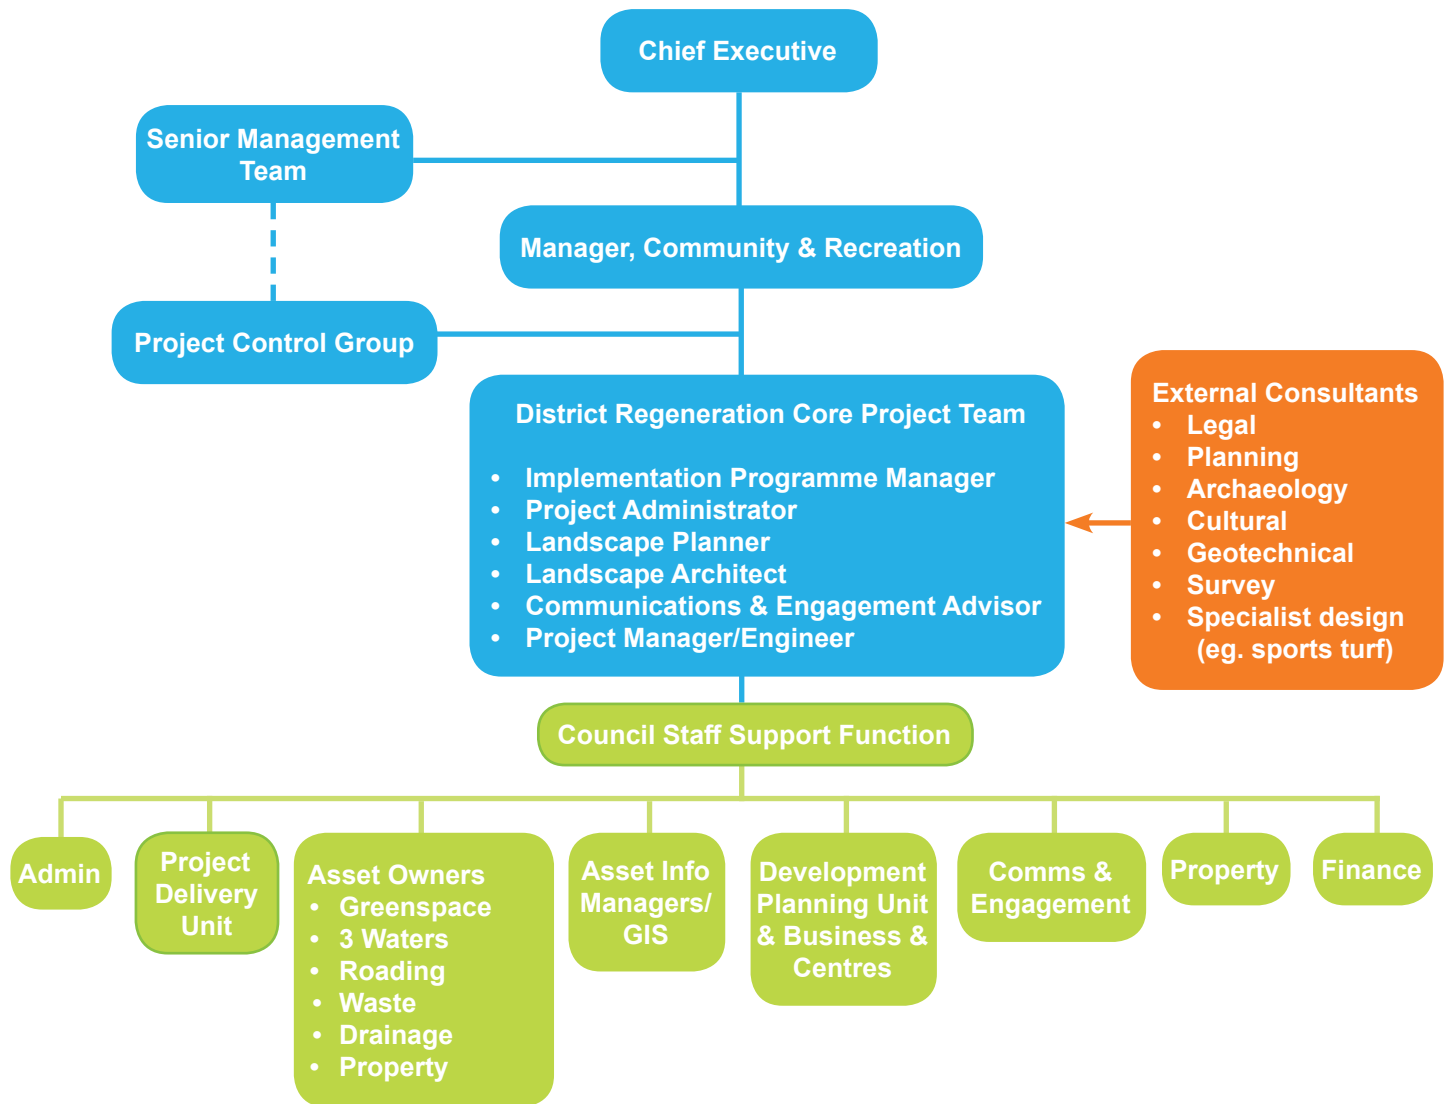 Chief Executive
Senior Management
Team
Manager, Community & Recreation
Project Control Group
District Regeneration Core Project Team
• Implementation Programme Manager
• Project Administrator
• Landscape Planner
• Landscape Architect
• Communications & Engagement Advisor
• Project Manager/Engineer
External Consultants
• Legal
• Planning
• Archaeology
• Cultural
• Geotechnical
• Survey
• Specialist design
(eg. sports turf)
Council Staff Support Function
Admin
Project
Delivery
Unit
Asset Owners
• Greenspace
• 3 Waters
• Roading
• Waste
• Drainage
• Property
Asset Info
Managers/
GIS
Development
Planning Unit
& Business &
Centres
Comms &
Engagement
Property
Finance